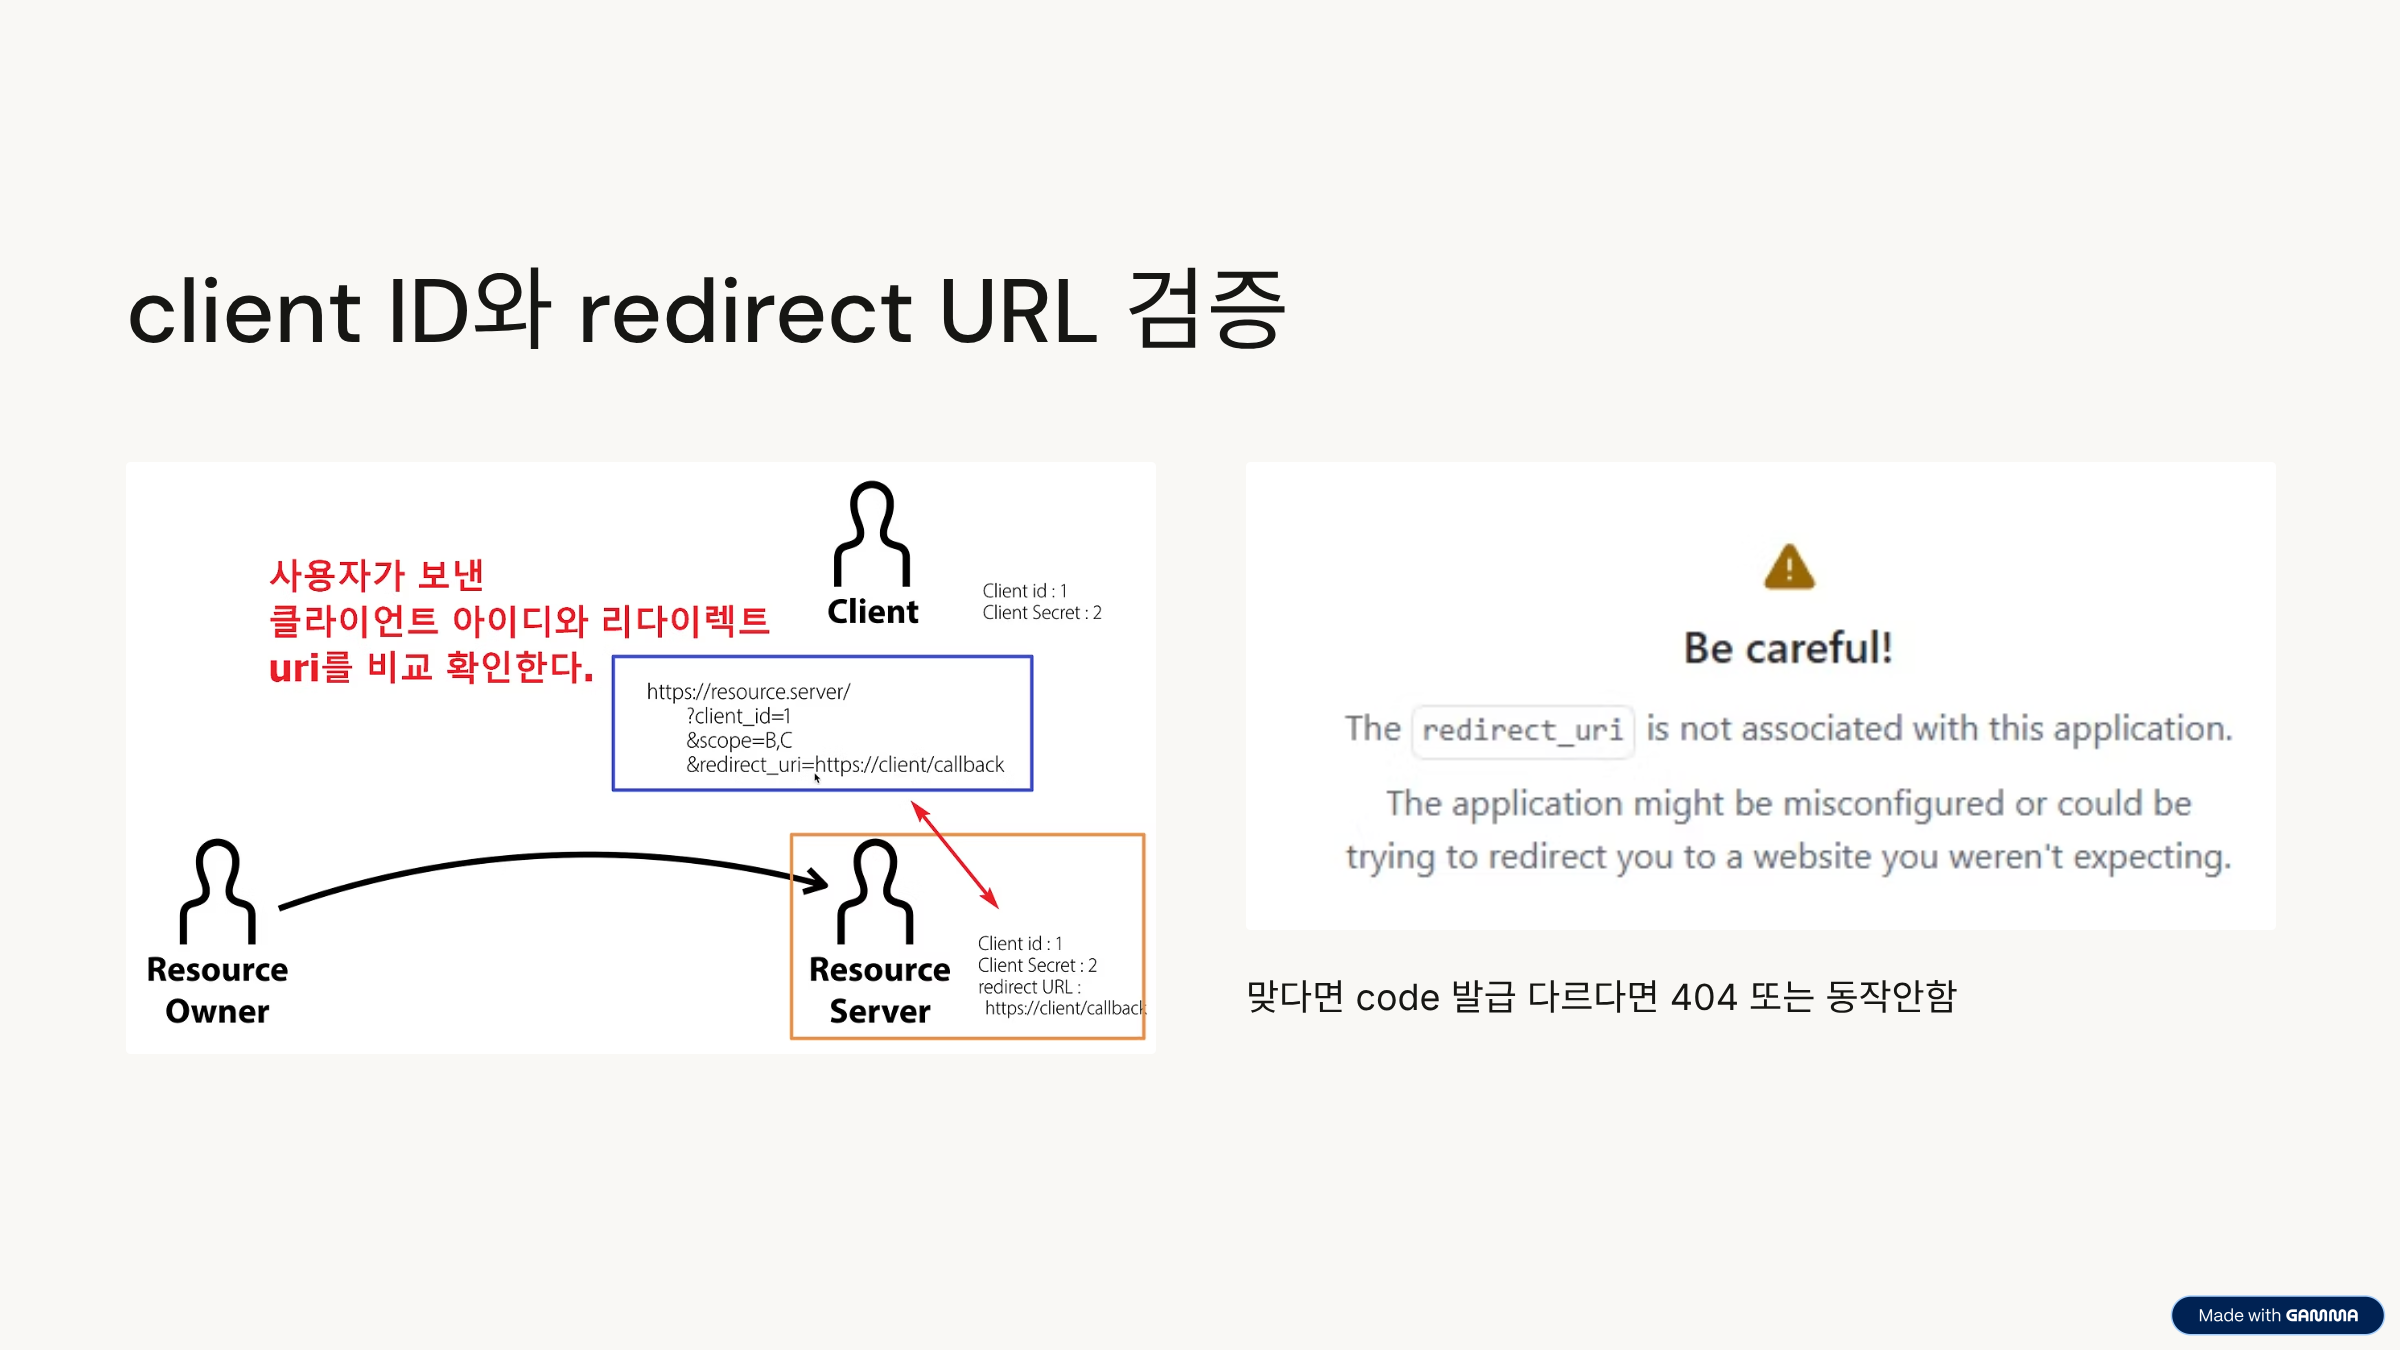 client ID와 redirect URL 검증
사용자가 보낸
클라이언트 아이디와 리다이렉트
uri를 비교 확인한다.
Client
Client id : 1
Client Secret : 2
https://resource.server/
?client_id=1
&scope=B,C
&redirect_uri=https://client/callback
Resource
Owner
Resource
Server
Client id : 1
Client Secret : 2
redirect URL :
https://client/callback
Be careful!
The redirect_uri is not associated with this application.
The application might be misconfigured or could be
trying to redirect you to a website you weren't expecting.
맞다면 code 발급 다르다면 404 또는 동작안함
Made with GAMMA